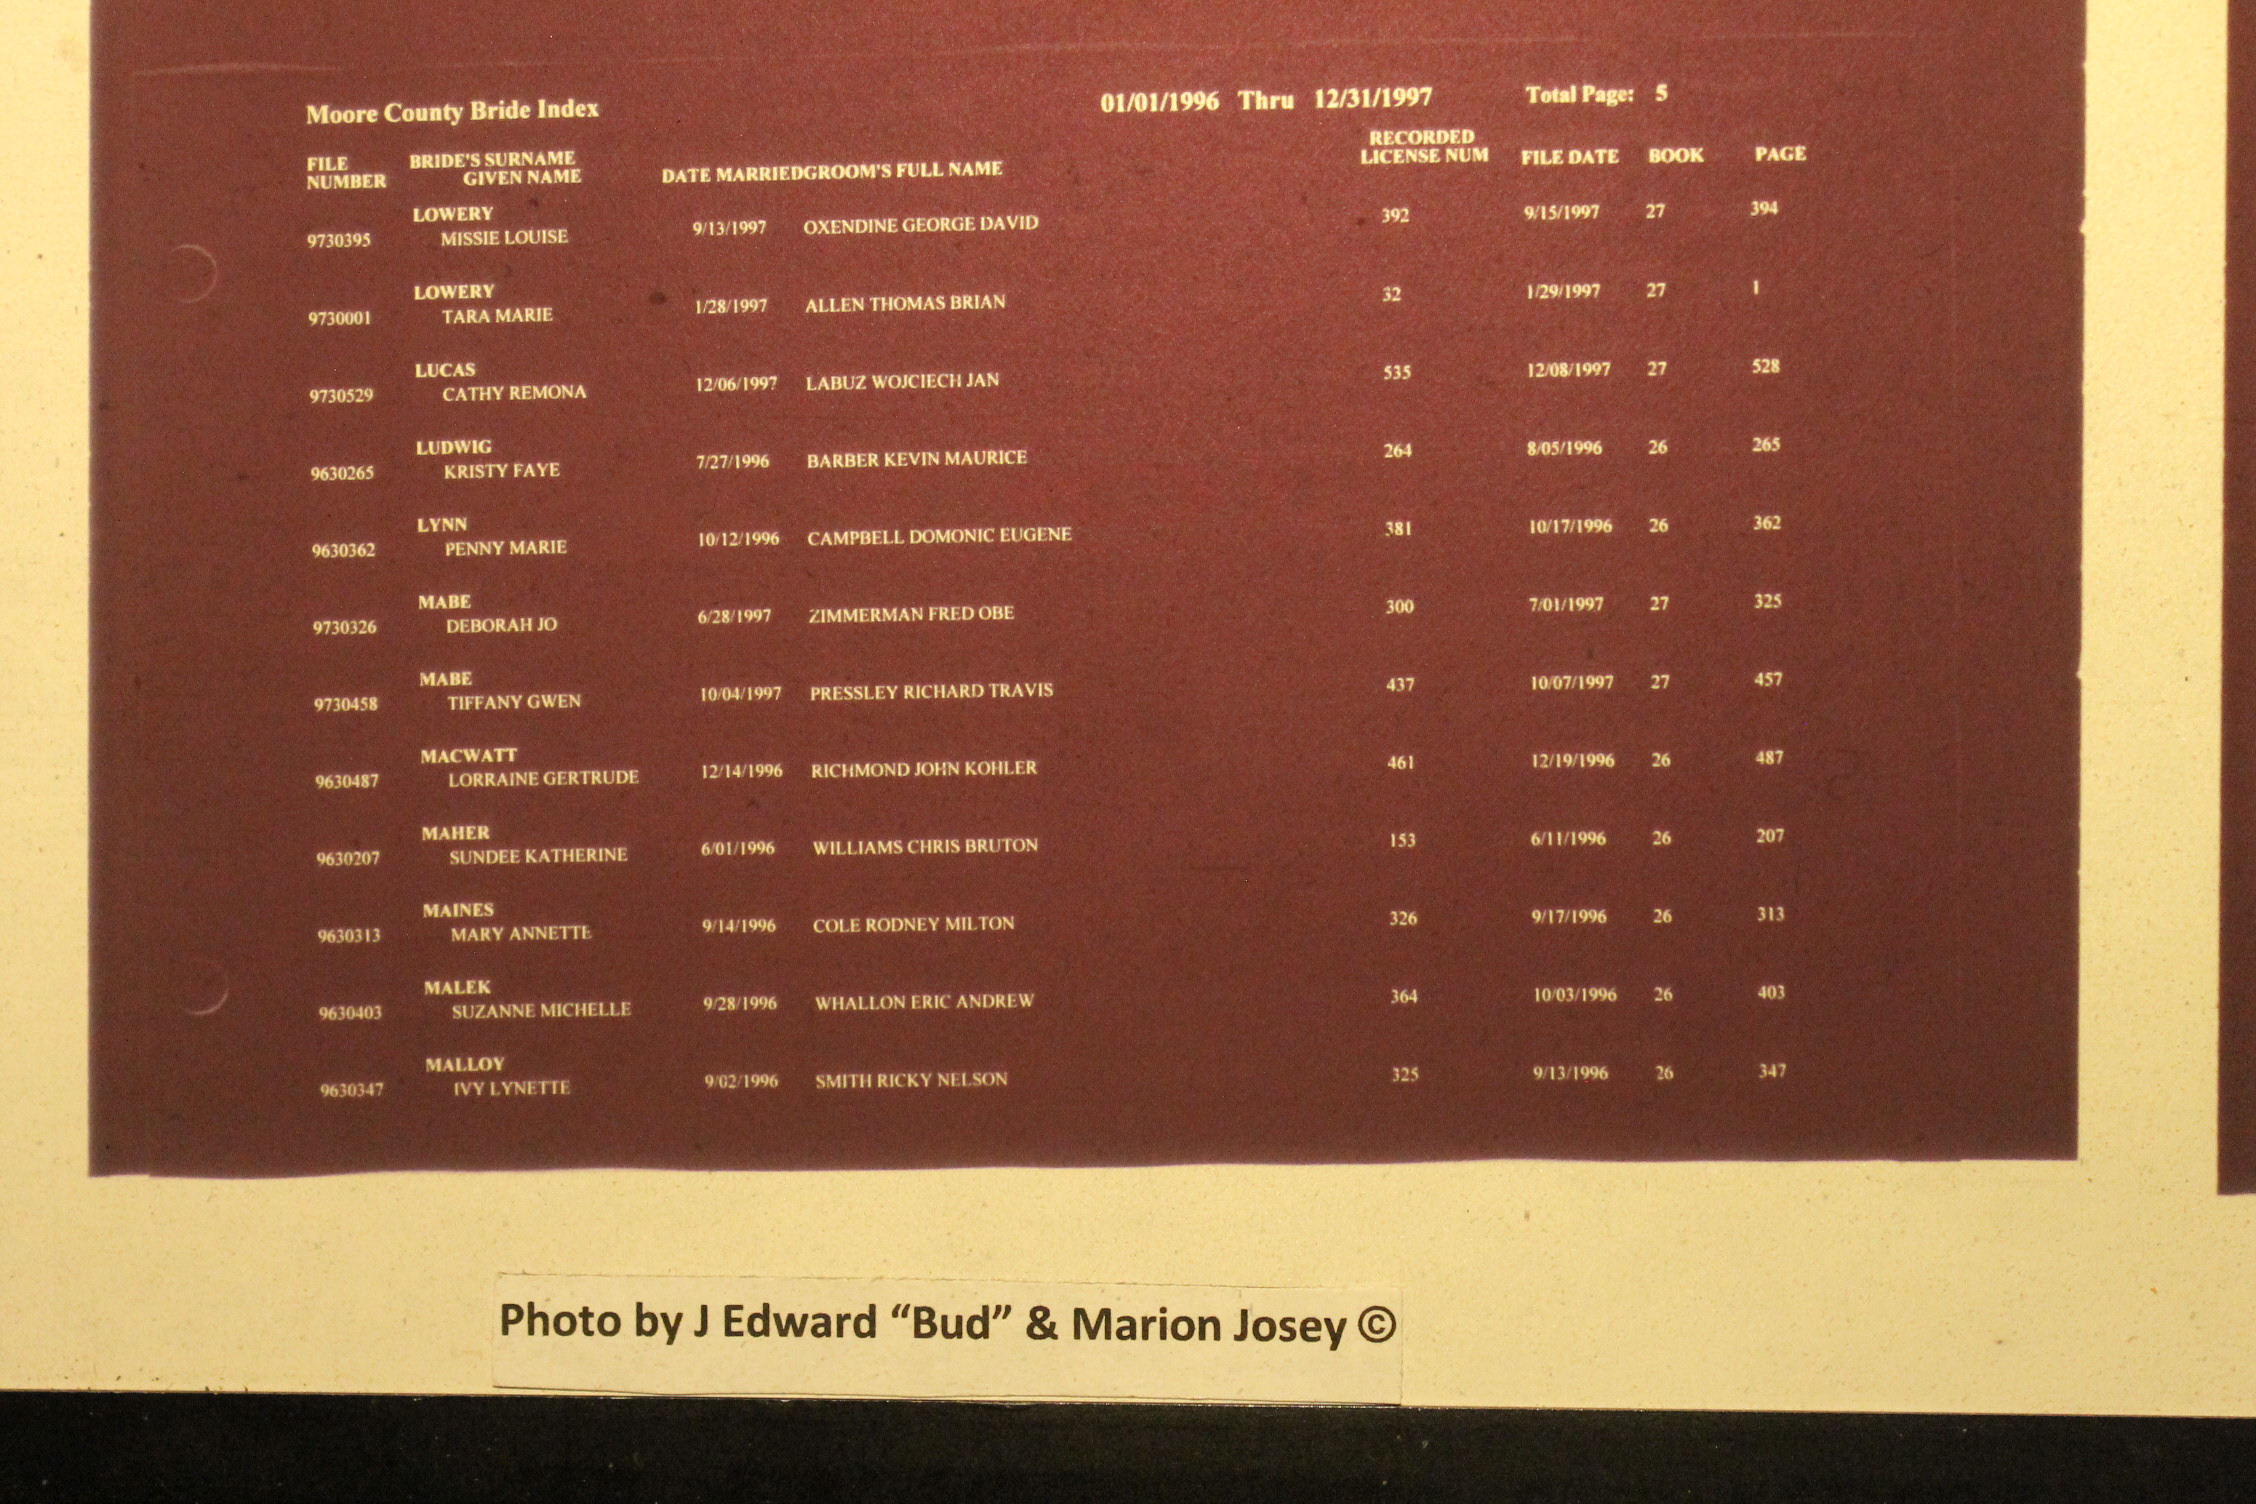 Moore County Bride Index 01/01/1996 Thru 12/31/1997 Total Page: 5
RECORDED
FILE BRIDE'S SURNAME LICENSE NUM FILE DATE BOOK PAGE
NUMBER GIVEN NAME DATE MARRIEDGROOM'S FULL NAME
LOWERY 392 9/15/1997 27 394
9730395 MISSIE LOUISE 9/13/1997 OXENDINE GEORGE DAVID
LOWERY 32 1/29/1997 27 1
9730001 TARA MARIE 1/28/1997 ALLEN THOMAS BRIAN
LUCAS 535 12/08/1997 27 528
9730529 CATHY REMONA 12/06/1997 LABUZ WOJCIECH JAN
LUDWIG 264 8/05/1996 26 265
9630265 KRISTY FAYE 7/27/1996 BARBER KEVIN MAURICE
LYNN 381 10/17/1996 26 362
9630362 PENNY MARIE 10/12/1996 CAMPBELL DOMONIC EUGENE
MABE 300 7/01/1997 27 325
9730326 DEBORAH JO 6/28/1997 ZIMMERMAN FRED OBE
MABE 437 10/07/1997 27 457
9730458 TIFFANY GWEN 10/04/1997 PRESSLEY RICHARD TRAVIS
MACWATT 461 12/19/1996 26 487
9630487 LORRAINE GERTRUDE 12/14/1996 RICHMOND JOHN KOHLER
MAHER 153 6/11/1996 26 207
9630207 SUNDEE KATHERINE 6/01/1996 WILLIAMS CHRIS BRUTON
MAINES 326 9/17/1996 26 313
9630313 MARY ANNETTE 9/14/1996 COLE RODNEY MILTON
MALEK 364 10/03/1996 26 403
9630403 SUZANNE MICHELLE 9/28/1996 WHALLON ERIC ANDREW
MALLOY 325 9/13/1996 26 347
9630347 IVY LYNETTE 9/02/1996 SMITH RICKY NELSON
Photo by J Edward “Bud” & Marion Josey ©